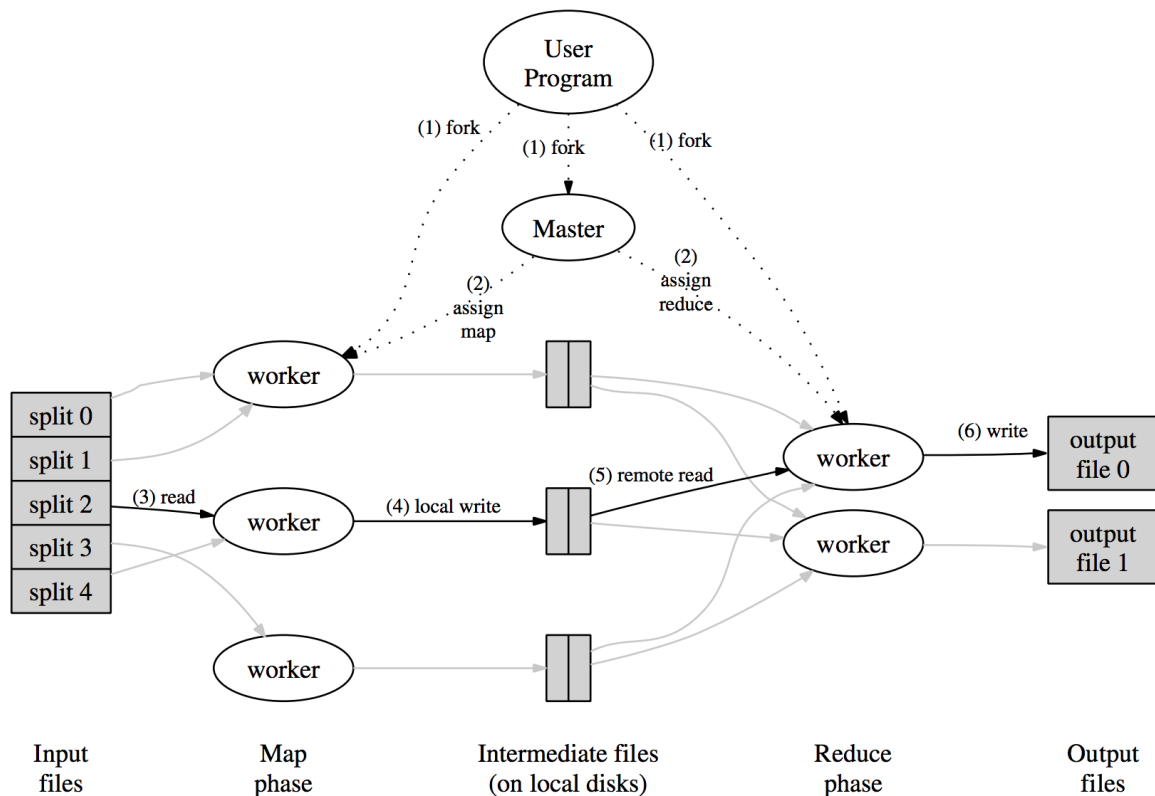 User
Program
(1) fork
(1) fork
(1) fork
Master
(2)
assign
map
(2)
assign
reduce
worker
split 0
split 1
split 2
split 3
split 4
(3) read
worker
(4) local write
(5) remote read
worker
(6) write
output
file 0
worker
output
file 1
worker
Input
files
Map
phase
Intermediate files
(on local disks)
Reduce
phase
Output
files